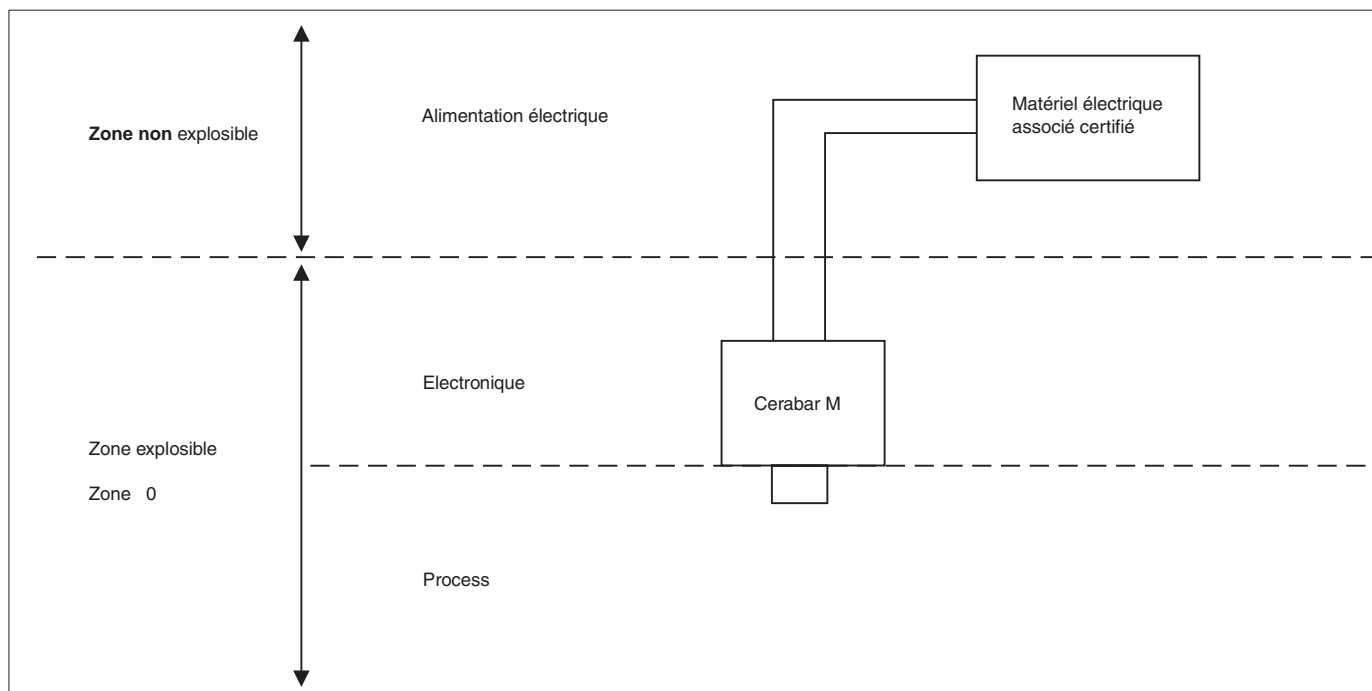 Zone non explosible
Alimentation électrique
Matériel électrique
associé certifié
Electronique
Cerabar M
Zone explosible
Zone 0
Process